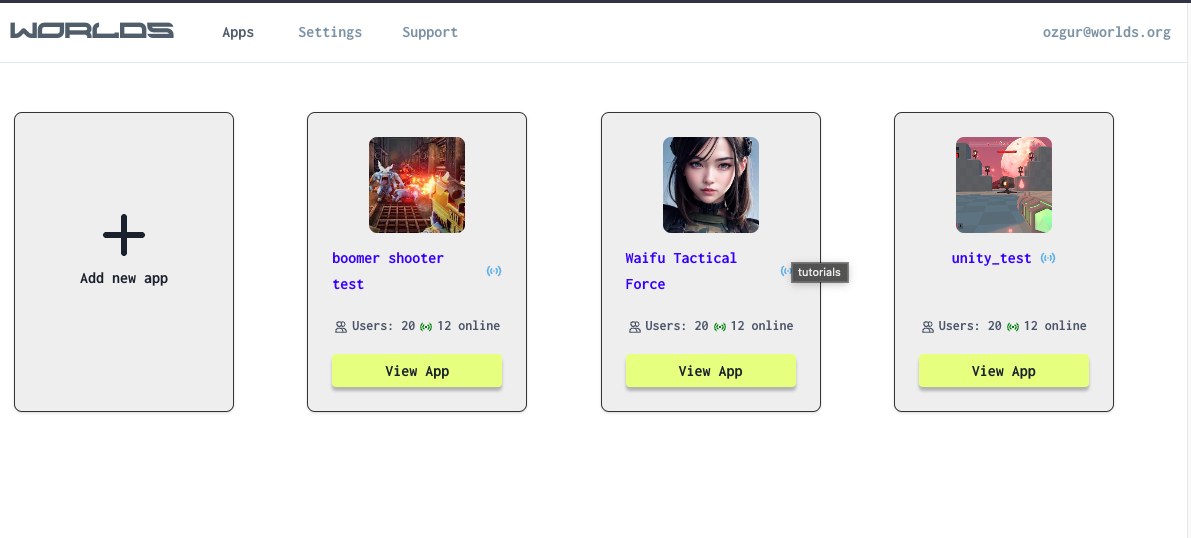 WORLDS
Apps
Settings
Support
ozgur@worlds.org
Add new app
boomer shooter
test
Users: 20
12 online
View App
Waifu Tactical
Force
tutorials
Users: 20
12 online
View App
unity_test
Users: 20
12 online
View App